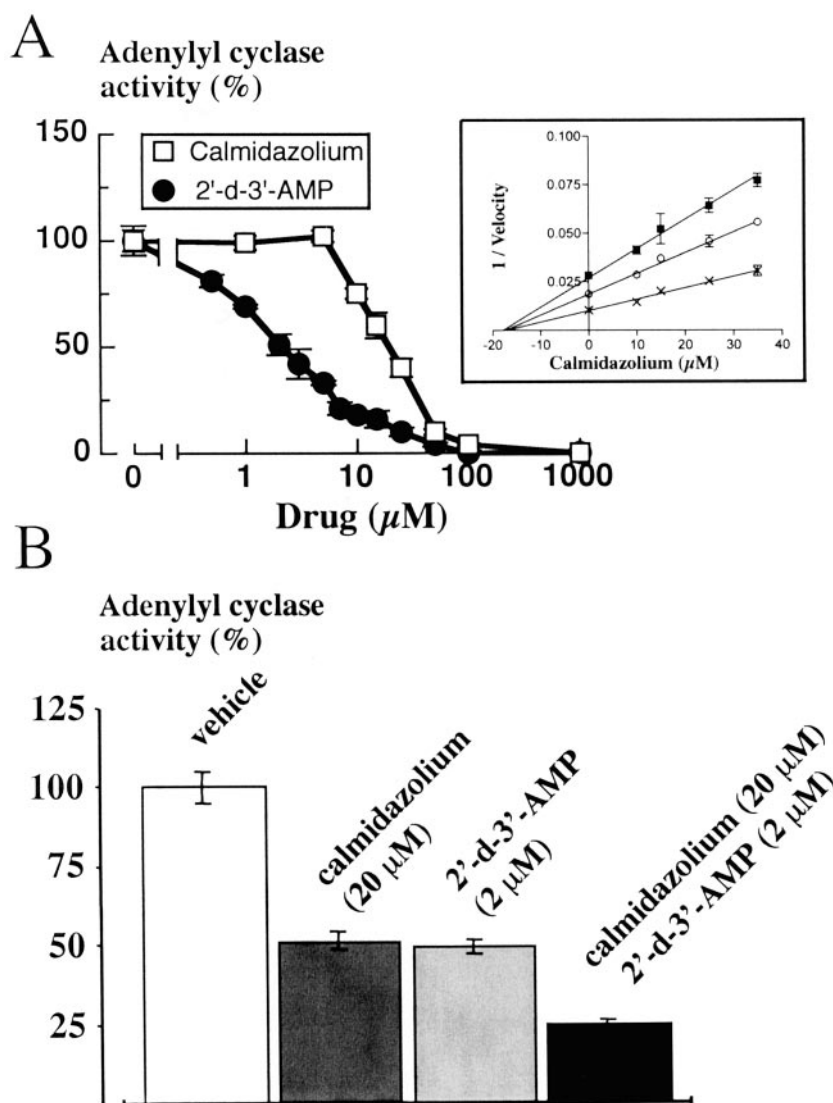 A
Adenylyl cyclase
activity (%)
150
100
50
0
Calmidazolium
2'-d-3'-AMP
0
1
10
100
1000
Drug (µM)
0.100
0.075
0.050
0.025
1 / Velocity
-20
-10
0
10
20
30
40
Calmidazolium (µM)
B
Adenylyl cyclase
activity (%)
125
100
75
50
25
vehicle
calmidazolium
(20 µM)
2'-d-3'-AMP
(2 µM)
calmidazolium (20 µM)
2'-d-3'-AMP (2 µM)